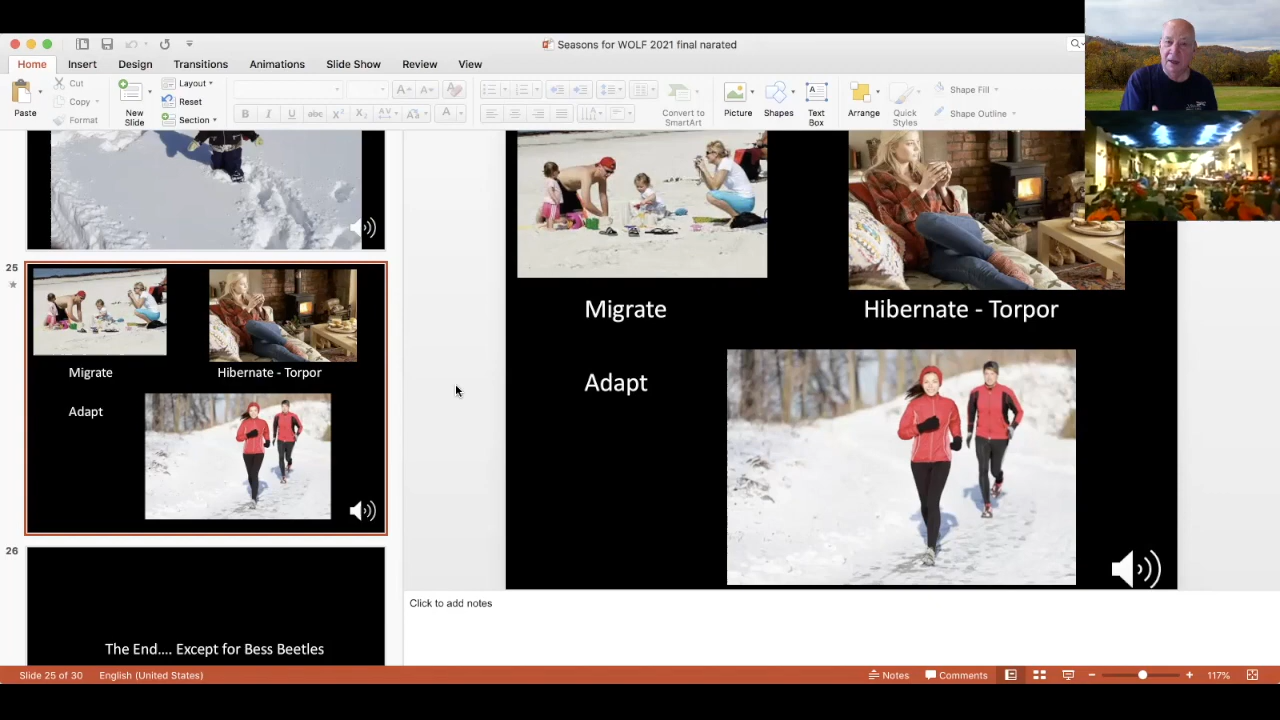 Seasons for WOLF 2021 final narated
Home Insert Design Transitions Animations Slide Show Review View
Paste
Cut
Copy
Format
New Slide
Layout
Reset
Section
B I U abc X₂ X²
Convert to SmartArt
Picture
Shapes
Text Box
Arrange
Quick Styles
Shape Fill
Shape Outline
25
Migrate
Hibernate - Torpor
Adapt
26
The End.... Except for Bess Beetles
Migrate
Hibernate - Torpor
Adapt
Click to add notes
Slide 25 of 30 English (United States) Notes Comments 117%